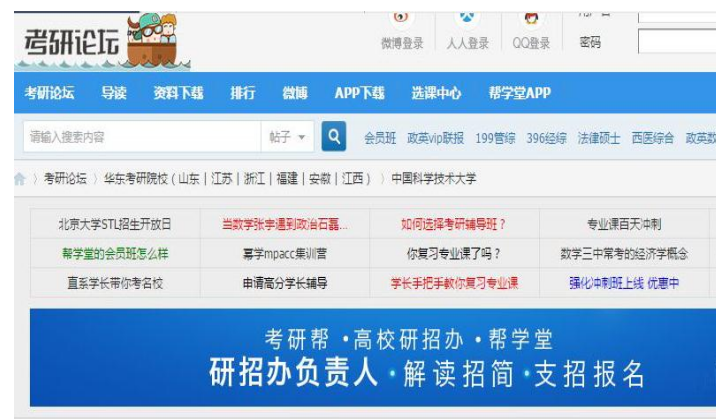 考研论坛
微博登录 人人登录 QQ登录 密码
考研论坛 导读 资料下载 排行 微博 APP下载 选课中心 帮学堂APP
请输入搜索内容 帖子 会员班 政英vip联报 199管综 396经综 法律硕士 西医综合 政英数
考研论坛 〉 华东考研院校 ( 山东 | 江苏 | 浙江 | 福建 | 安徽 | 江西 ) 〉 中国科学技术大学
北京大学STL招生开放日 当数学张宇遇到政治石磊... 如何选择考研辅导班？ 专业课百天冲刺
帮学堂的会员班怎么样 幂学mpacc集训营 你复习专业课了吗？ 数学三中常考的经济学概念
直系学长带你考名校 申请高分学长辅导 学长手把手教你复习专业课 强化冲刺班上线 优惠中
考研帮 · 高校研招办 · 帮学堂
研招办负责人 · 解读招简 · 支招报名